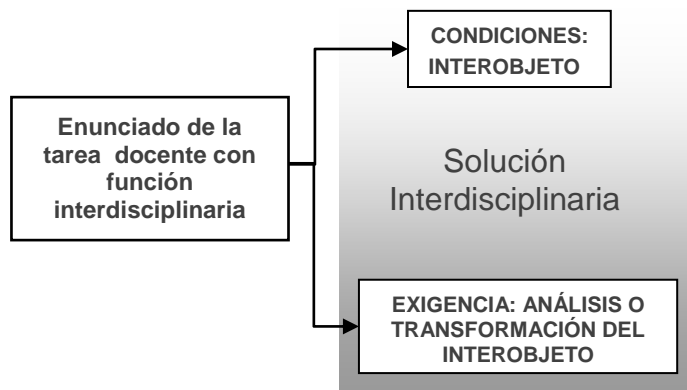 CONDICIONES:
INTEROBJETO
Enunciado de la
tarea docente con
función
interdisciplinaria
Solución
Interdisciplinaria
EXIGENCIA: ANÁLISIS O
TRANSFORMACIÓN DEL
INTEROBJETO